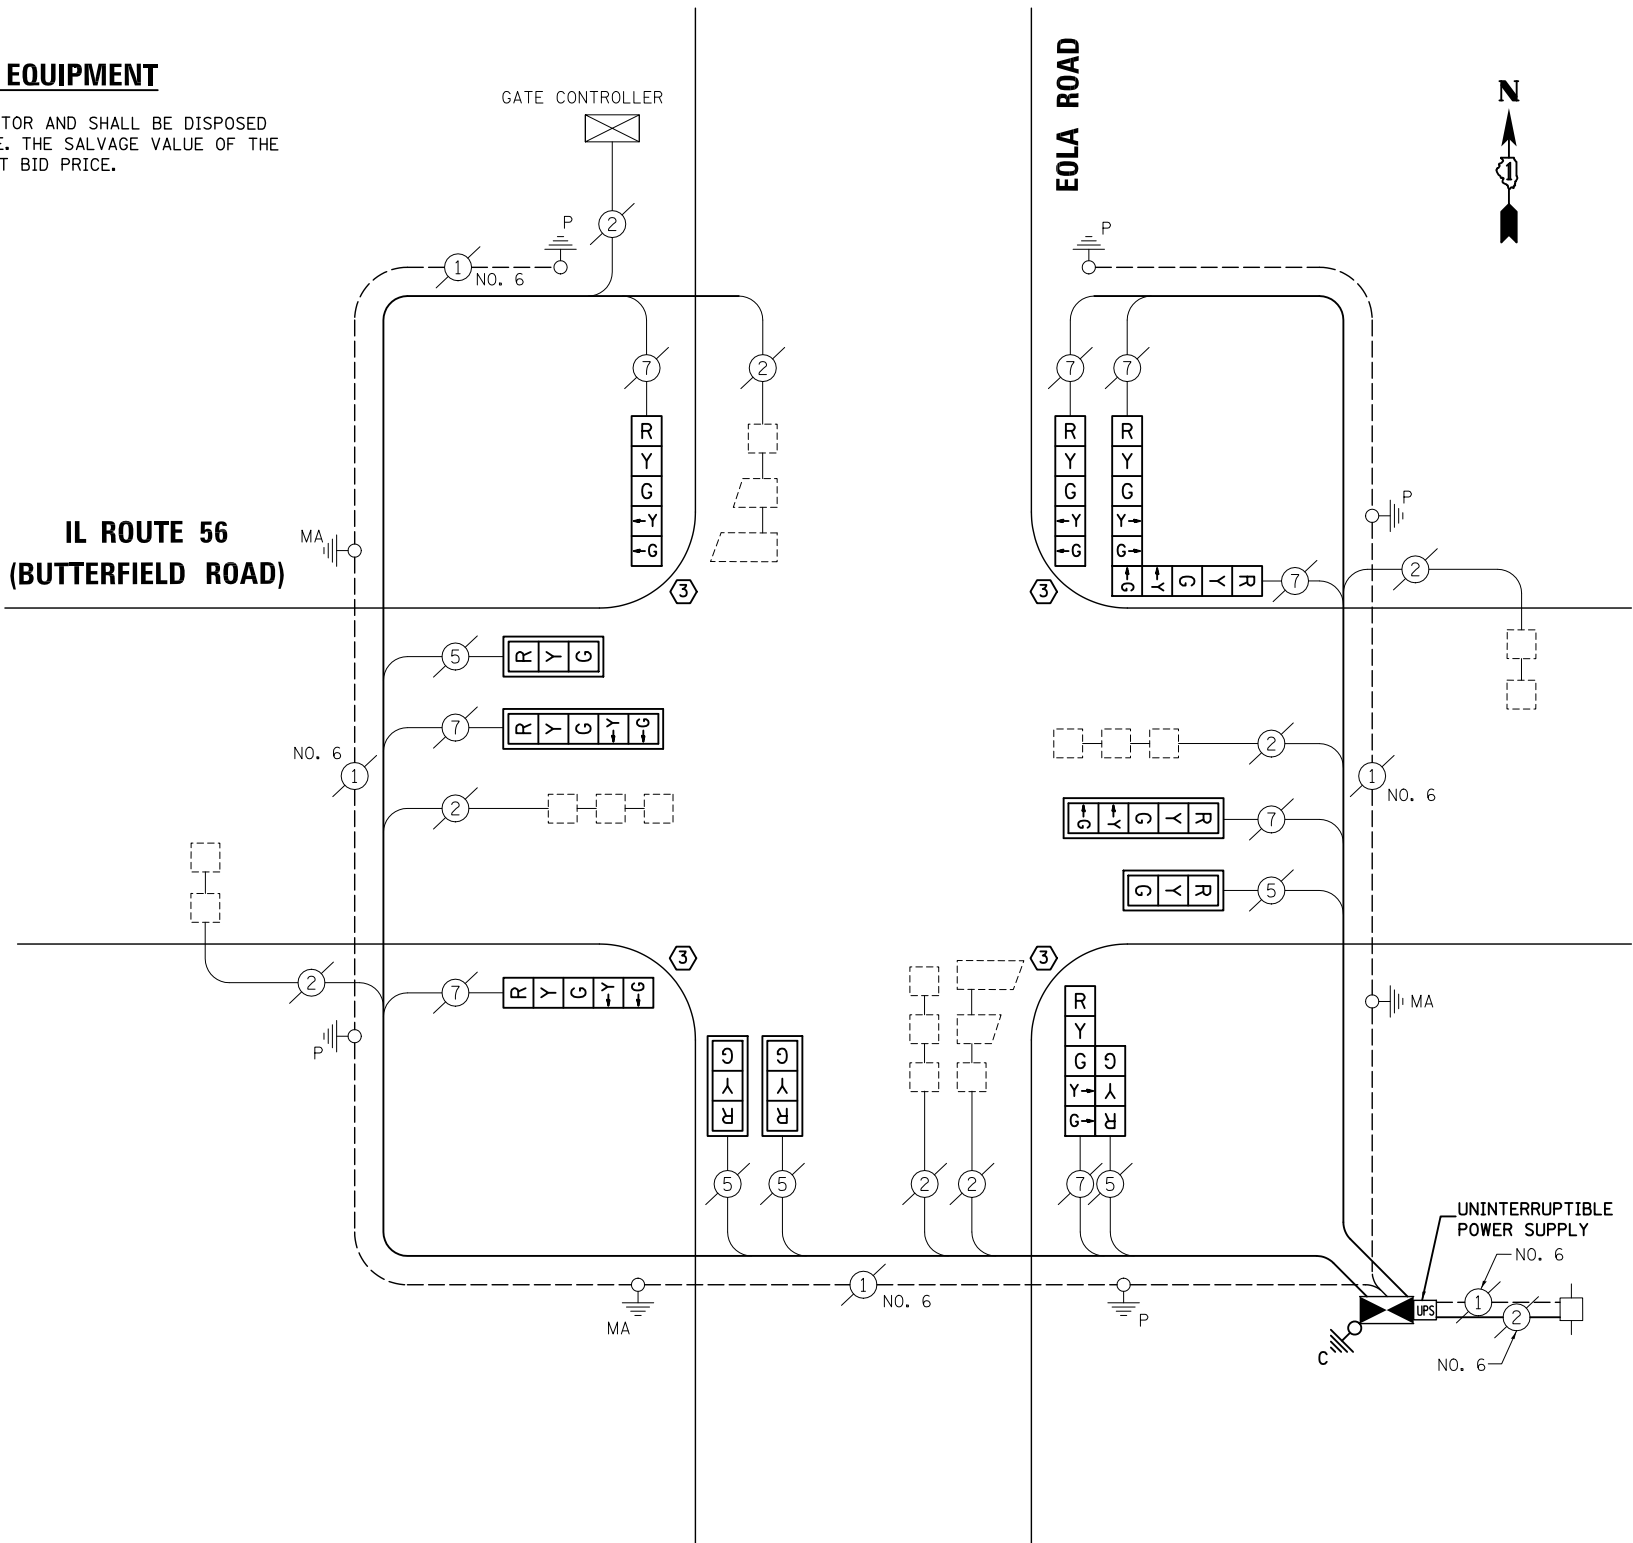 EQUIPMENT
TOR AND SHALL BE DISPOSED
E. THE SALVAGE VALUE OF THE
T BID PRICE.
GATE CONTROLLER
EOLA ROAD
N
1
2
P
P
1
NO. 6
7
2
7
7
R
Y
G
Y
G
R
Y
G
Y
G
R
Y
G
Y
G
G Y G Y R
7
P
2
IL ROUTE 56
(BUTTERFIELD ROAD)
MA
3
3
5
R Y G
7
R Y G Y G
NO. 6
1
2
2
1
NO. 6
G Y G Y R
7
G Y R
5
3
3
2
7
R Y G Y G
P
MA
G
Y
R
G
Y
R
R
Y
G
Y
G
G
Y
R
5
5
2
2
7
5
UNINTERRUPTIBLE
POWER SUPPLY
NO. 6
1
NO. 6
MA
P
UPS
1
2
C
NO. 6